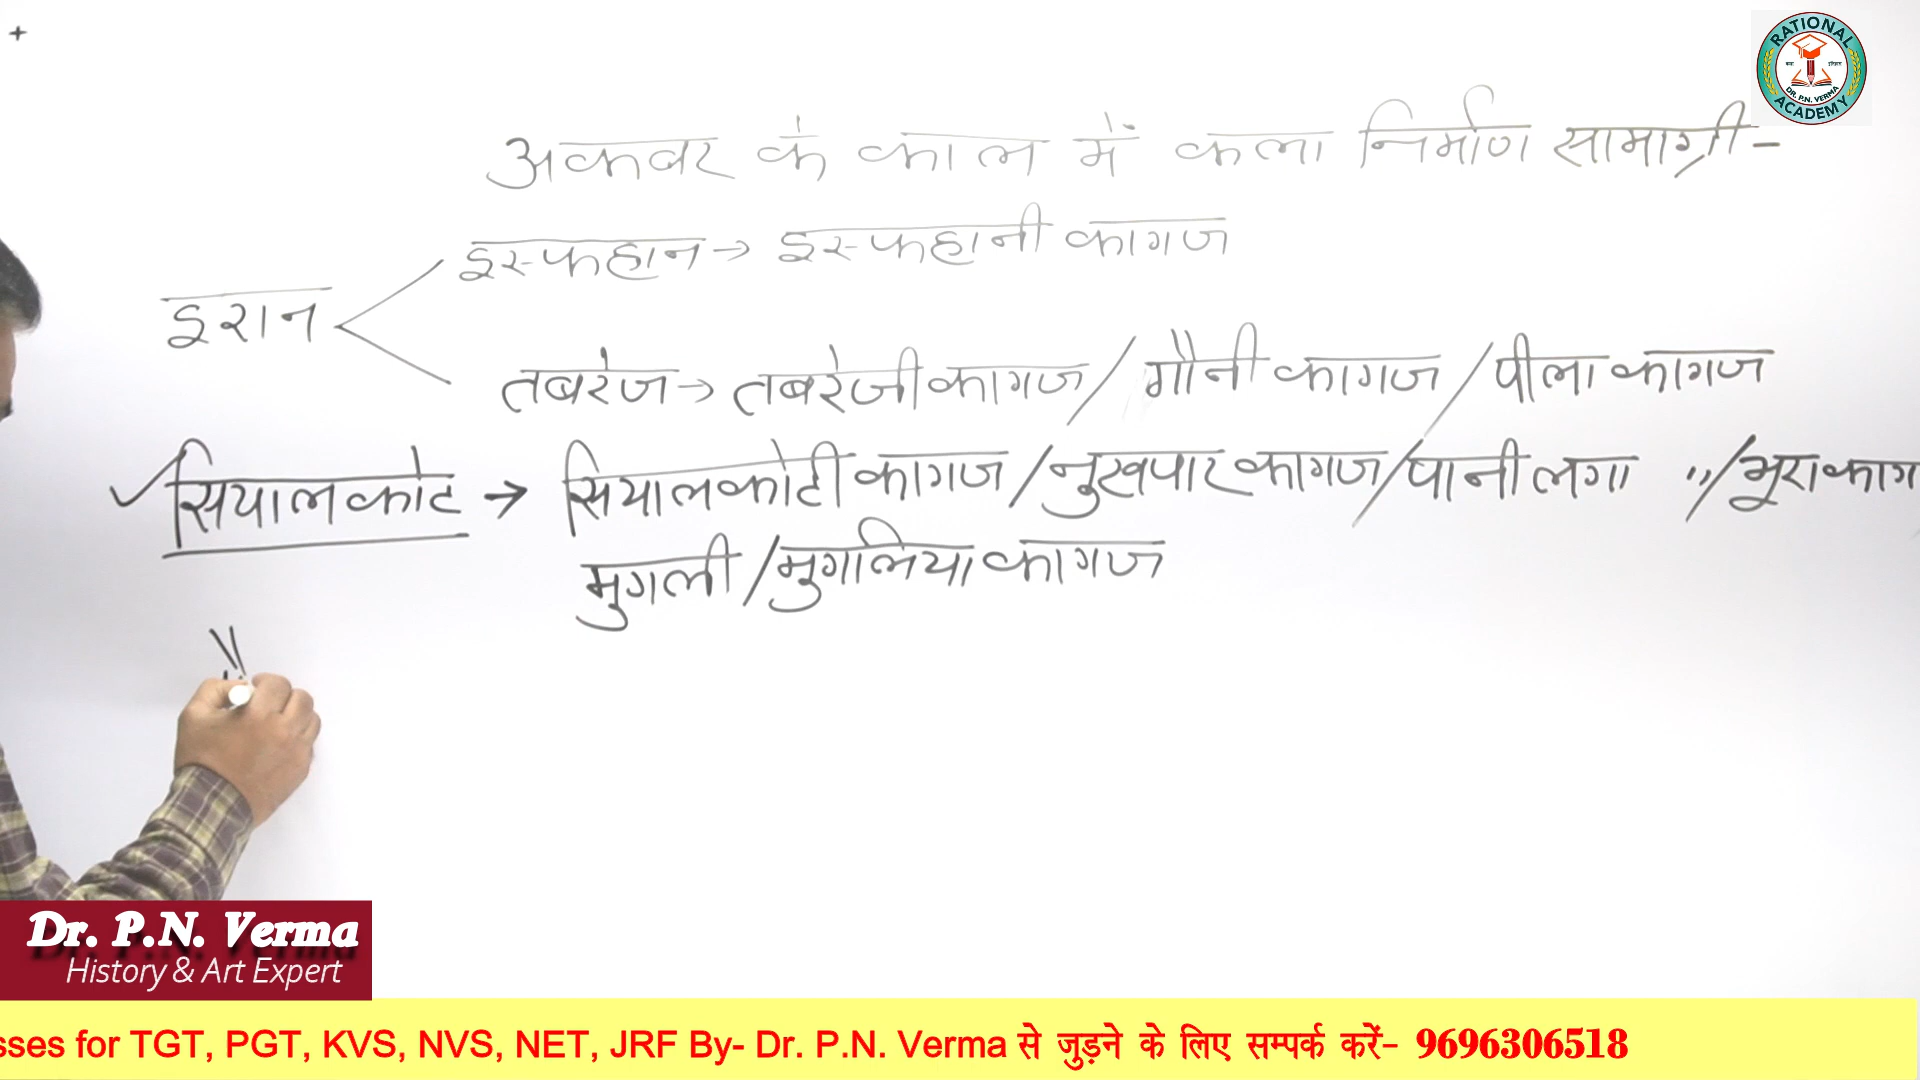 RATIONAL
DR. P.N. VERMA
ACADEMY
अकबर के काल में कला निर्माण सामाग्री-
इस्फहान → इस्फहानी कागज
इरान
तबरेज → तबरेजी कागज / गौनी कागज / पीला कागज
✓ सियालकोट → सियालकोटी कागज / नुखपार कागज / पानी लगा " / भूरा काग
मुगली / मुगलिया कागज
Dr. P.N. Verma
History & Art Expert
sses for TGT, PGT, KVS, NVS, NET, JRF By- Dr. P.N. Verma से जुड़ने के लिए सम्पर्क करें- 9696306518